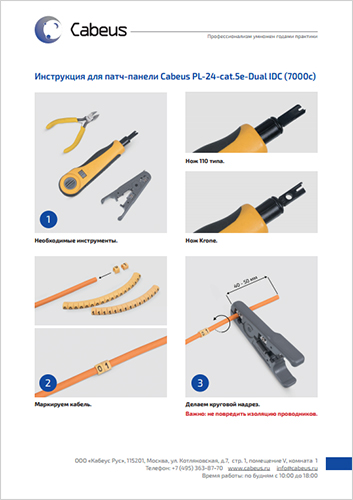 Cabeus
Профессионализм умножен годами практики
Инструкция для патч-панели Cabeus PL-24-cat.5e-Dual IDC (7000c)
1
Необходимые инструменты.
Нож 110 типа.
Нож Krone.
2
0 1
Маркируем кабель.
40 - 50 мм
3
Делаем круговой надрез.
Важно: не повредить изоляцию проводников.
ООО «Кабеус Рус», 115201, Москва, ул. Котляковская, д.7, стр. 1, помещение V, комната 1
Телефон: +7 (495) 363-87-70 www.cabeus.ru info@cabeus.ru
Время работы: по будням с 10:00 до 18:00